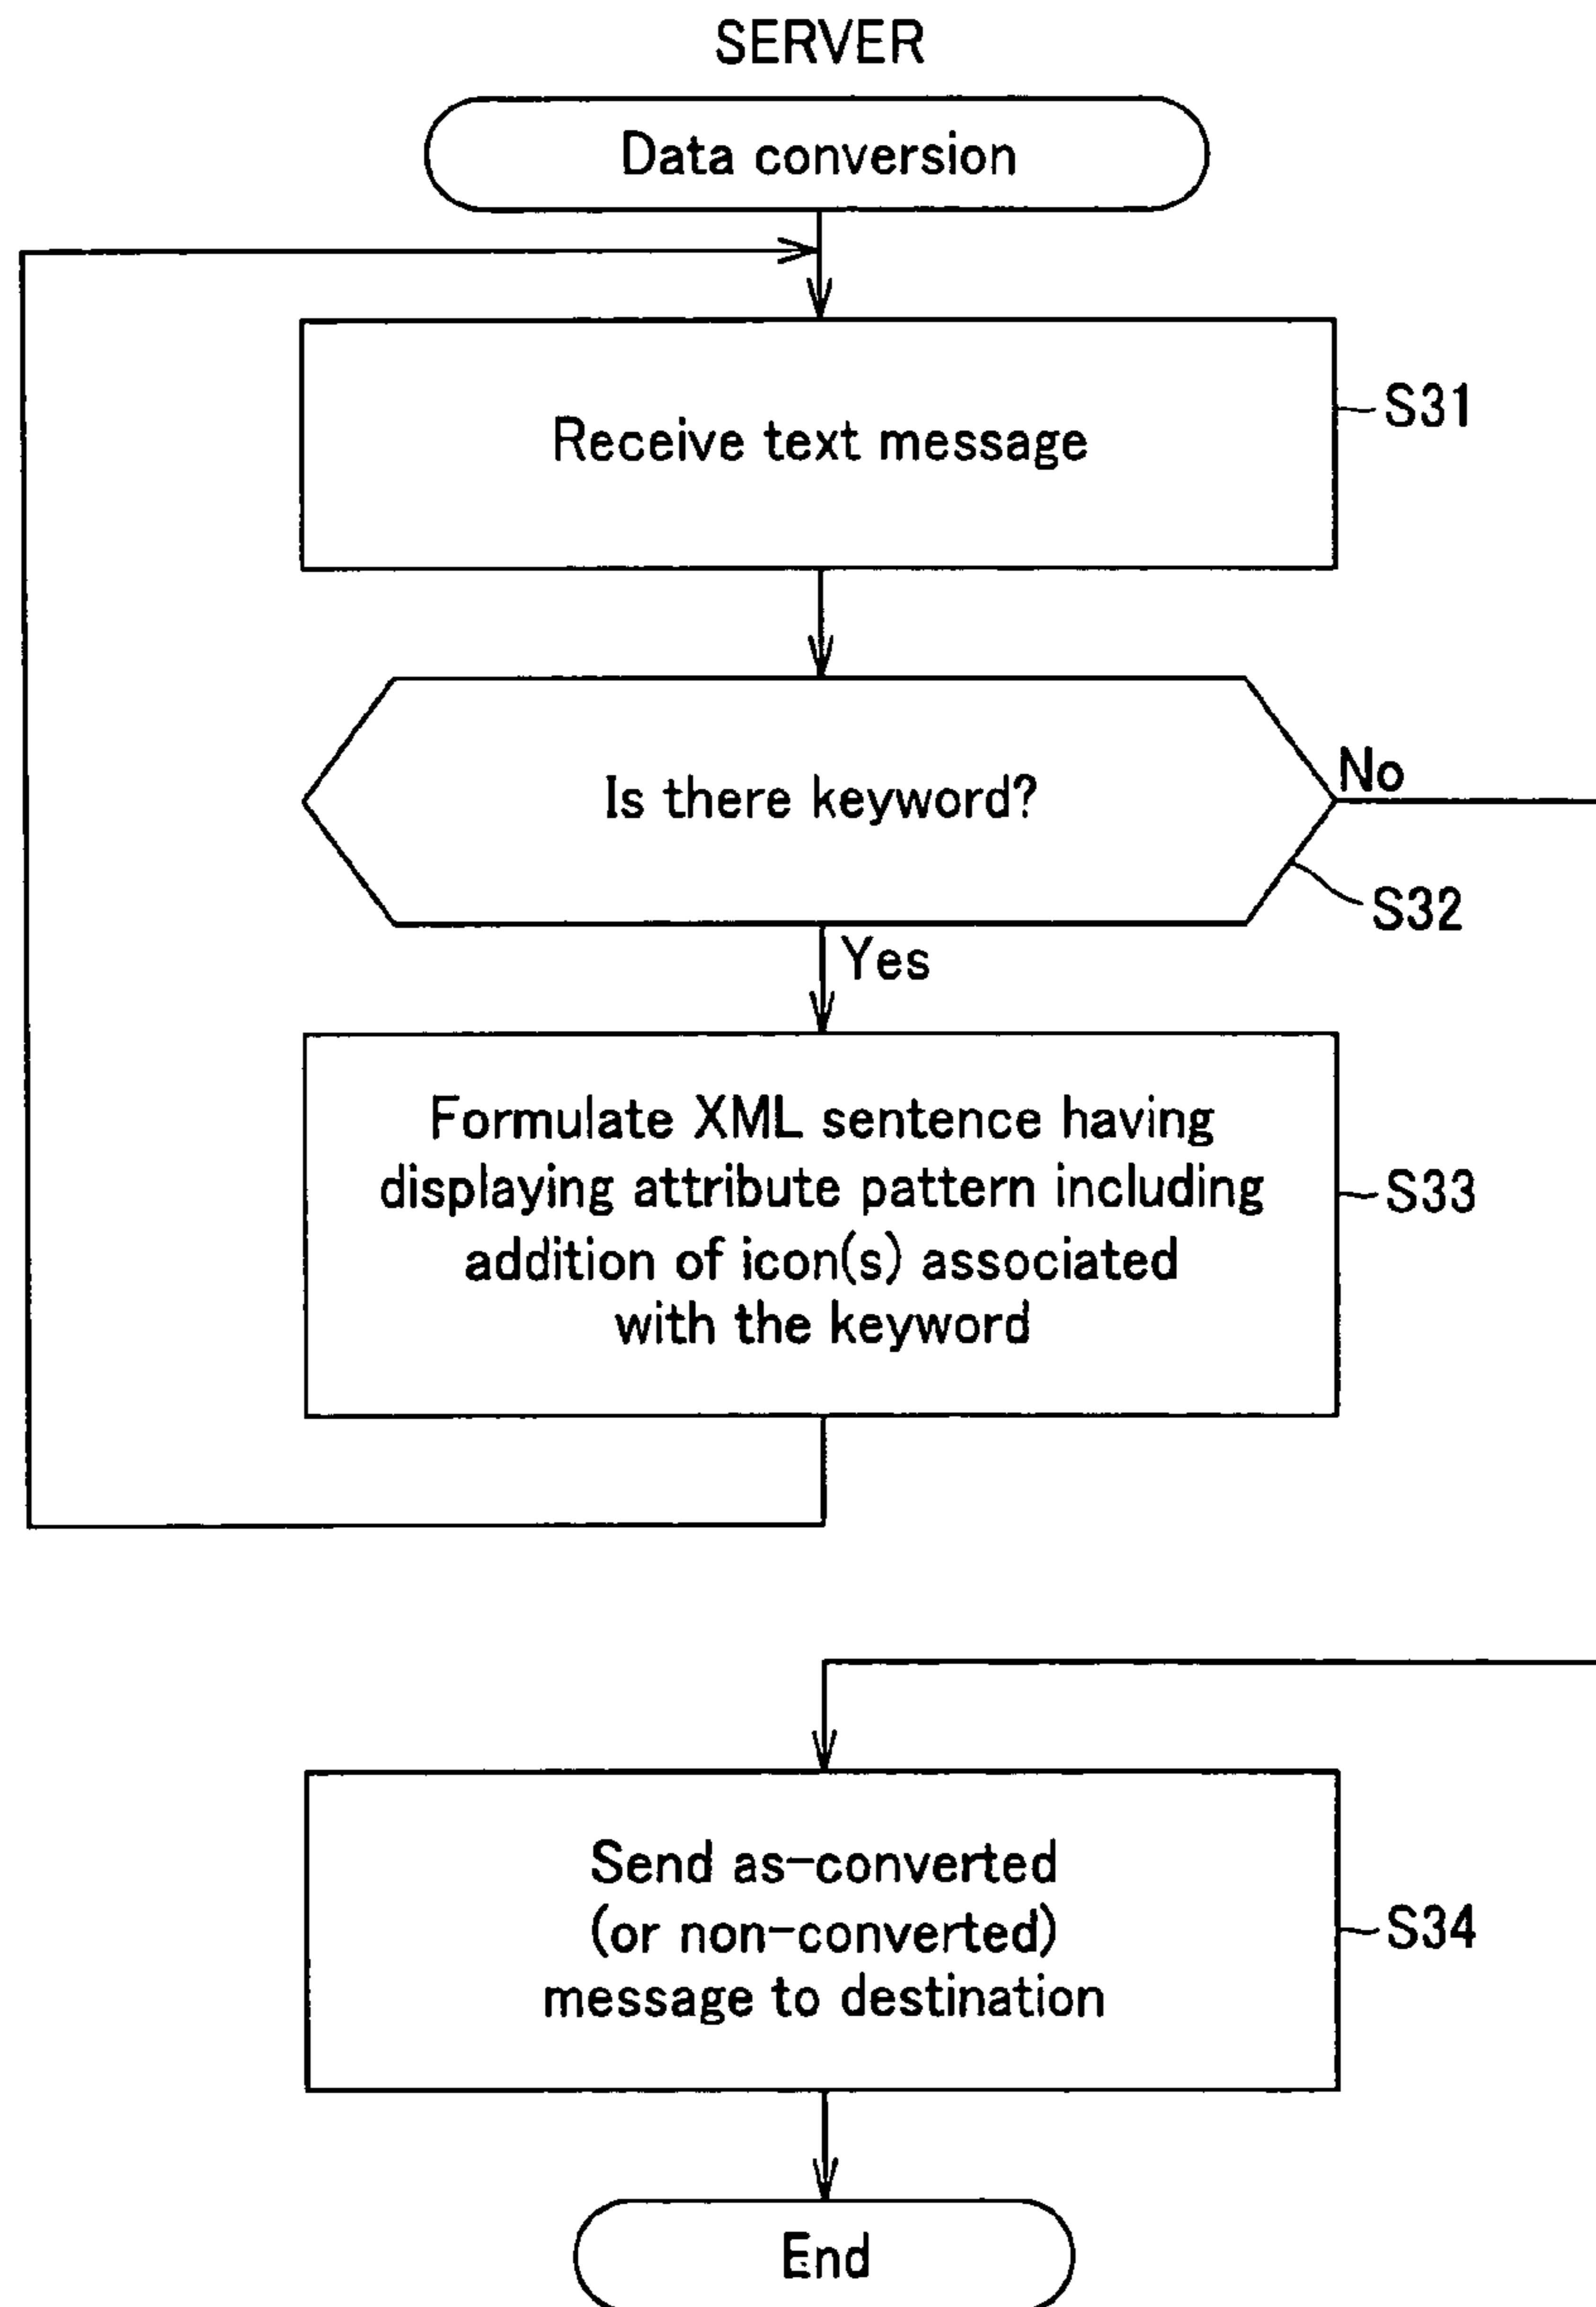 SERVER
Data conversion
Receive text message
S31
Is there keyword?
No
S32
Yes
Formulate XML sentence having
displaying attribute pattern including
addition of icon(s) associated
with the keyword
S33
Send as-converted
(or non-converted)
message to destination
S34
End